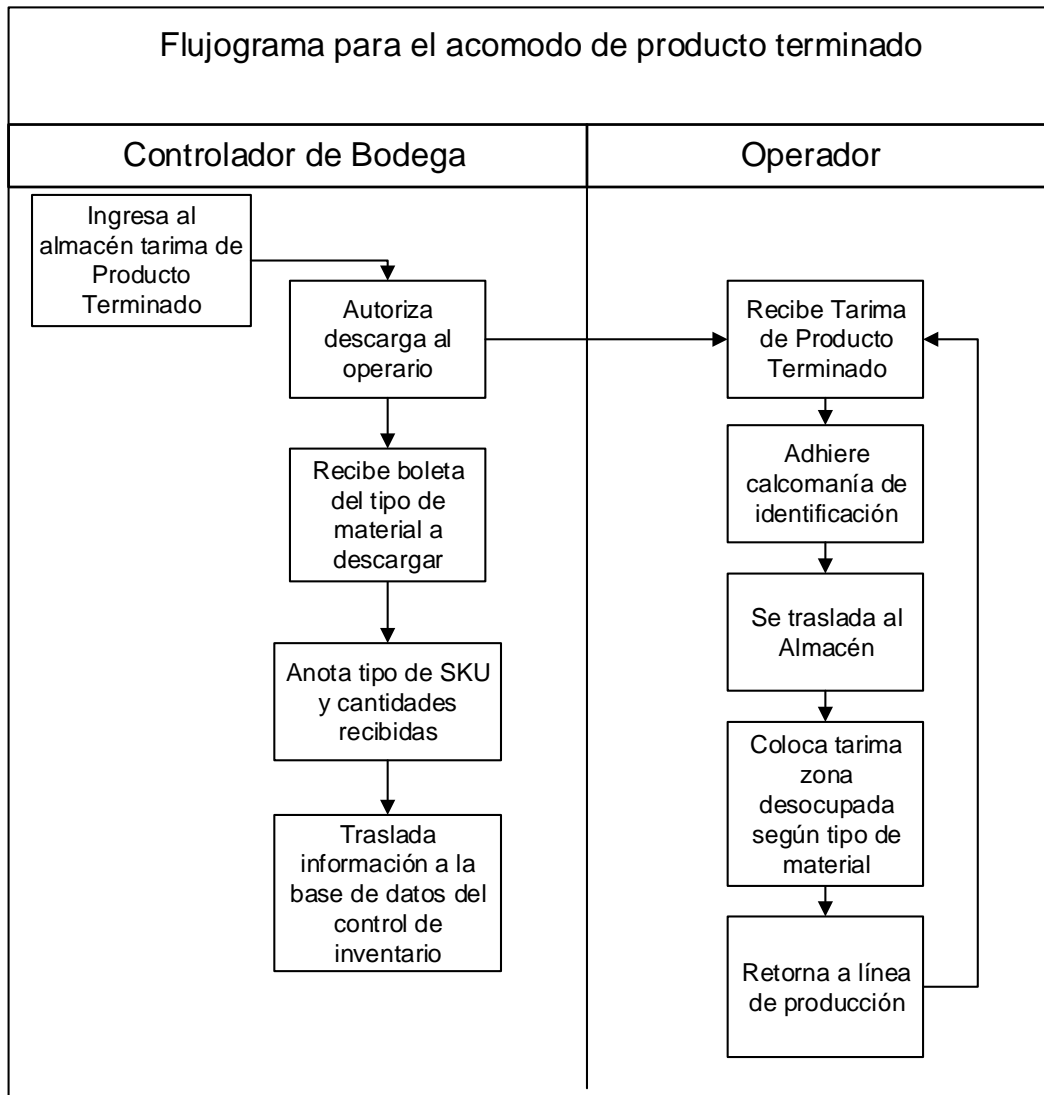 Flujograma para el acomodo de producto terminado
Controlador de Bodega
Operador
Ingresa al
almacén tarima de
Producto
Terminado
Autoriza
descarga al
operario
Recibe boleta
del tipo de
material a
descargar
Anota tipo de SKU
y cantidades
recibidas
Traslada
información a la
base de datos del
control de
inventario
Recibe Tarima
de Producto
Terminado
Adhiere
calcomanía de
identificación
Se traslada al
Almacén
Coloca tarima
zona
desocupada
según tipo de
material
Retorna a línea
de producción